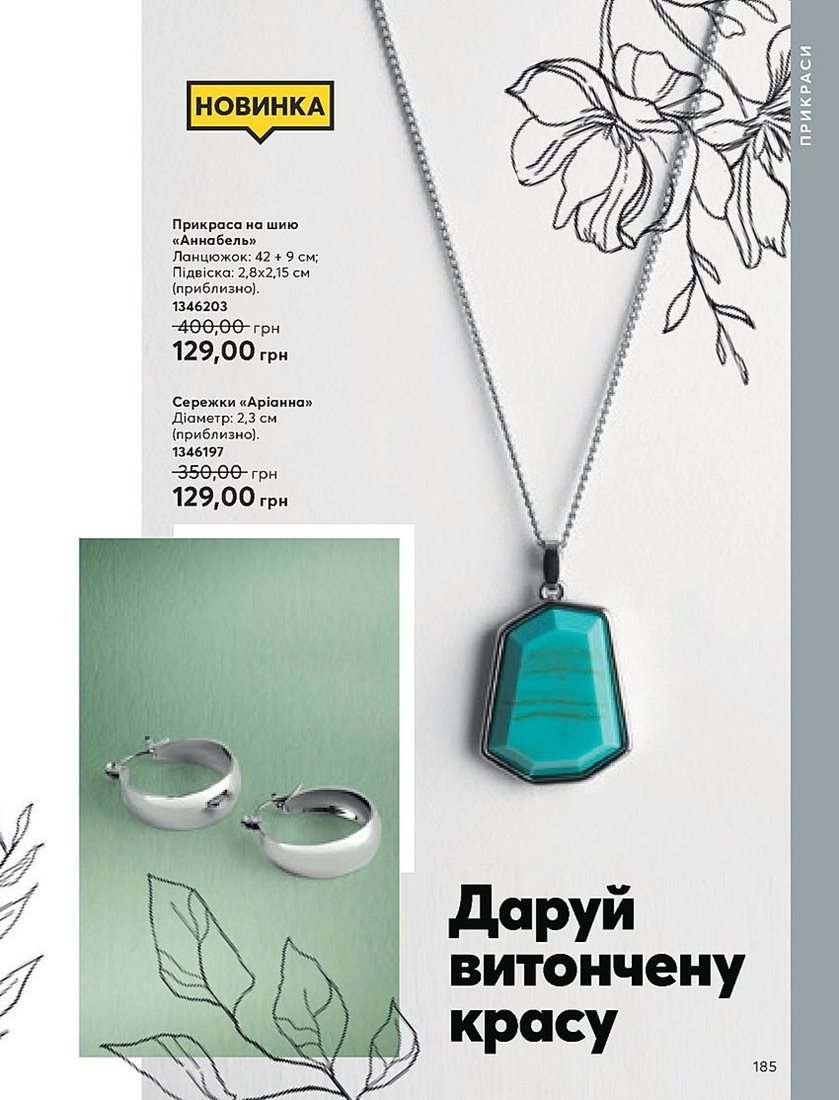 ПРИКРАСИ
НОВИНКА
Прикраса на шию
«Аннабель»
Ланцюжок: 42 + 9 см;
Підвіска: 2,8х2,15 см
(приблизно).
1346203
400,00 грн
129,00 грн
Сережки «Аріанна»
Діаметр: 2,3 см
(приблизно).
1346197
350,00 грн
129,00 грн
Даруй
витончену
красу
185